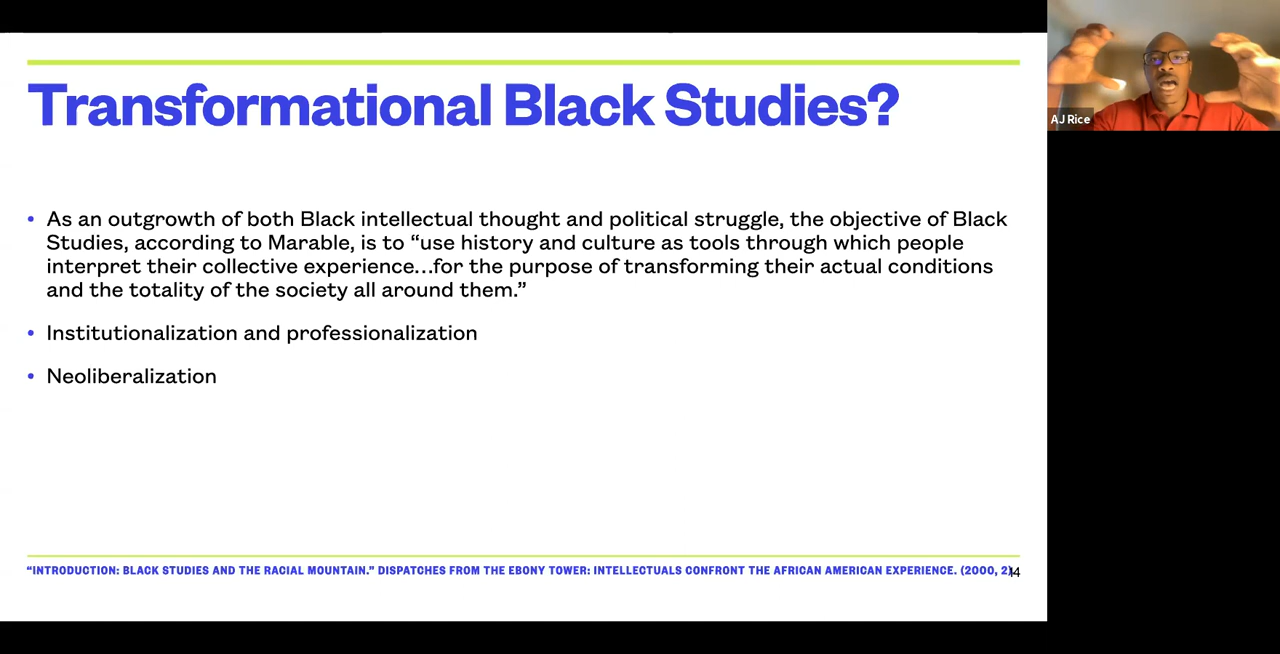 Transformational Black Studies?
• As an outgrowth of both Black intellectual thought and political struggle, the objective of Black
Studies, according to Marable, is to “use history and culture as tools through which people
interpret their collective experience...for the purpose of transforming their actual conditions
and the totality of the society all around them.”
• Institutionalization and professionalization
• Neoliberalization
“INTRODUCTION: BLACK STUDIES AND THE RACIAL MOUNTAIN.” DISPATCHES FROM THE EBONY TOWER: INTELLECTUALS CONFRONT THE AFRICAN AMERICAN EXPERIENCE. (2000, 2)
14
AJ Rice